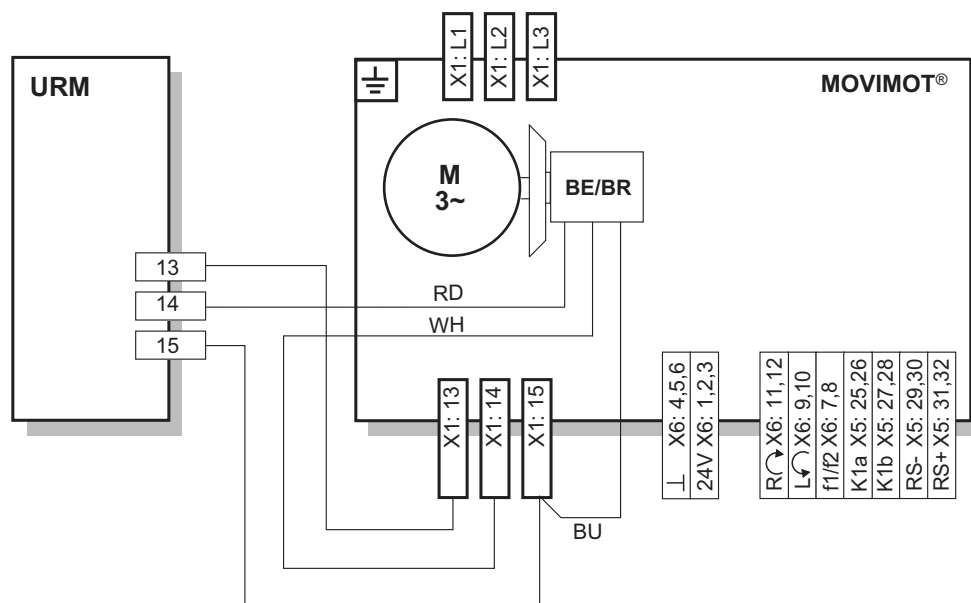 URM
13
14
15
X1: L1
X1: L2
X1: L3
MOVIMOT®
M
3~
BE/BR
RD
WH
X1: 13
X1: 14
X1: 15
BU
⊥ X6: 4,5,6
24V X6: 1,2,3
R X6: 11,12
L X6: 9,10
f1/f2 X6: 7,8
K1a X5: 25,26
K1b X5: 27,28
RS- X5: 29,30
RS+ X5: 31,32